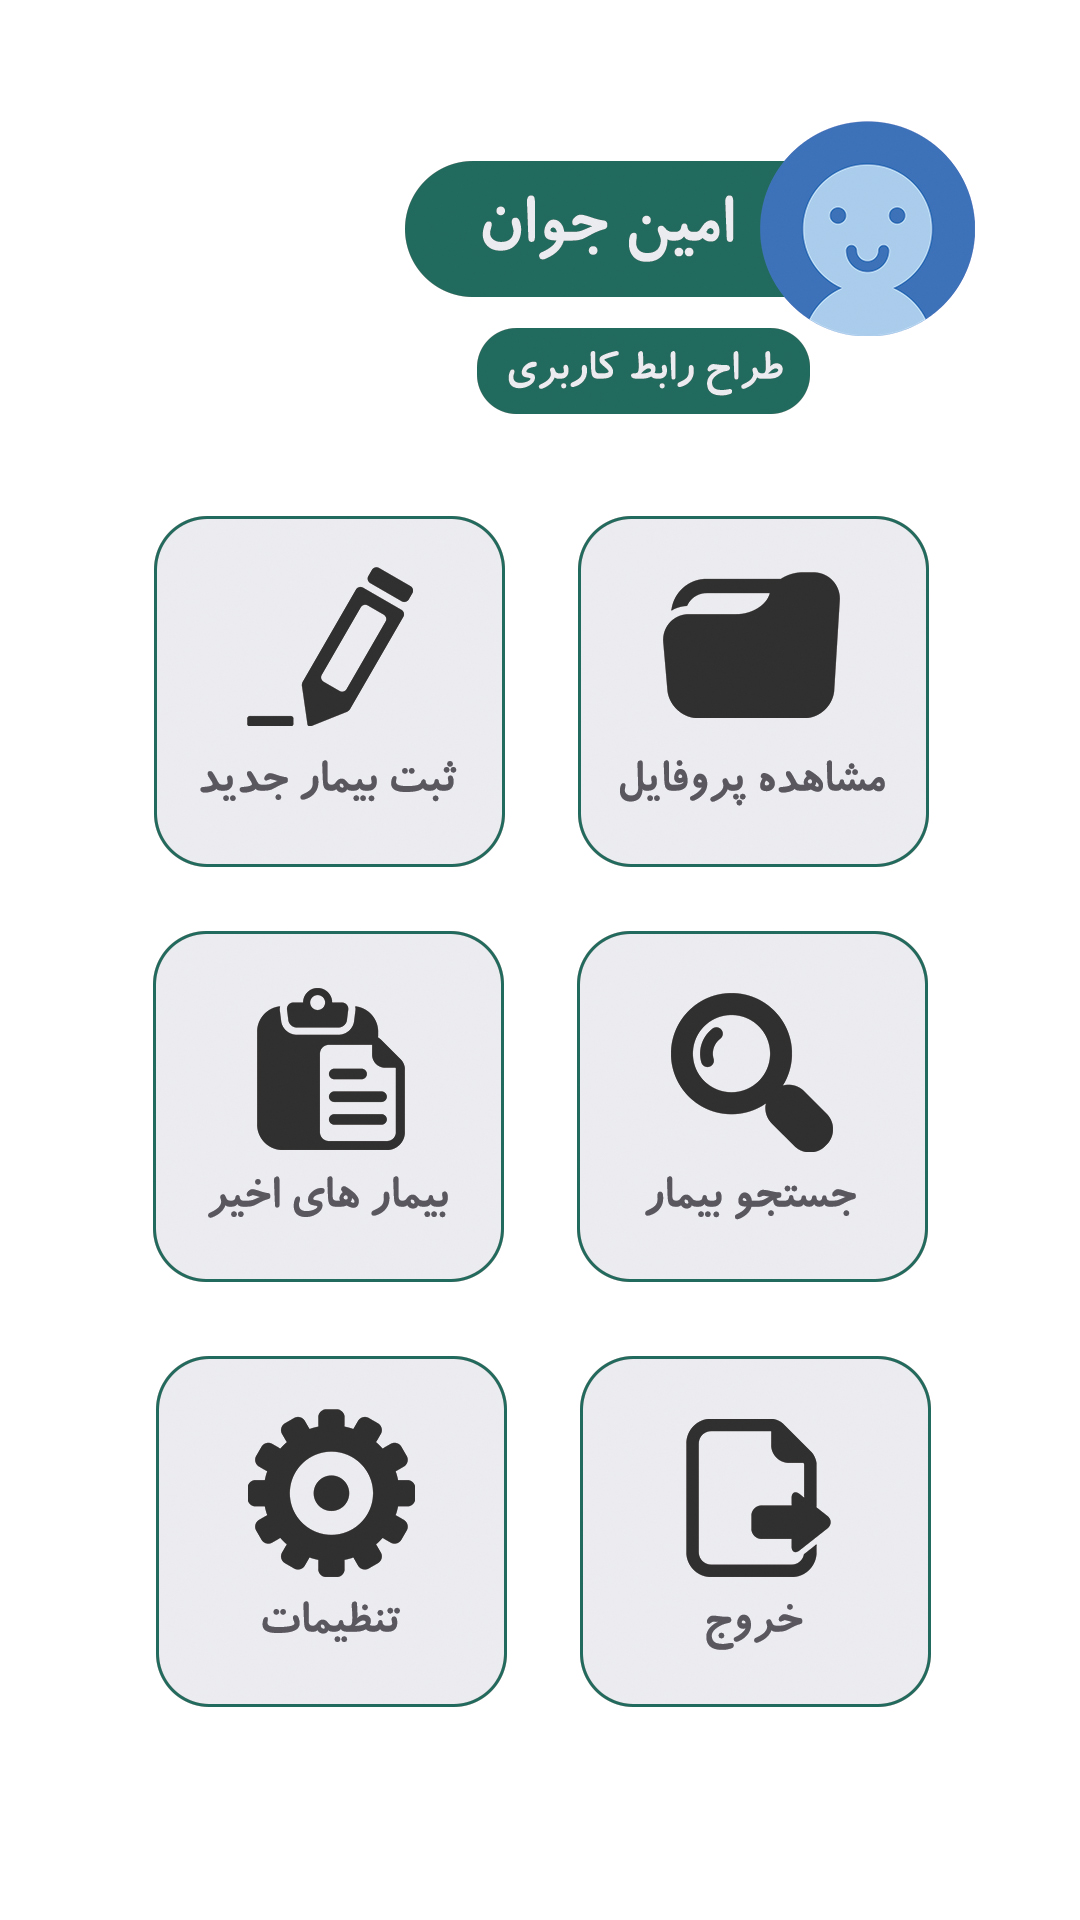 امین جوان
طراح رابط کاربری
مشاهده پروفایل
ثبت بیمار جدید
جستجو بیمار
بیمار های اخیر
خروج
تنظیمات